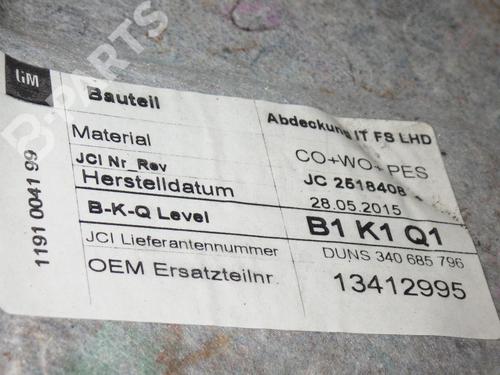 GM
Bauteil Abdeckung IT FS LHD
Material CO+WO+PES
JCI Nr_Rev JC 2518408
Herstelldatum 28.05.2015
B-K-Q Level B1 K1 Q1
JCI Lieferantennummer DUNS 340 685 796
OEM Ersatzteilnr. 13412995
1191 0041 99
B-PARTS